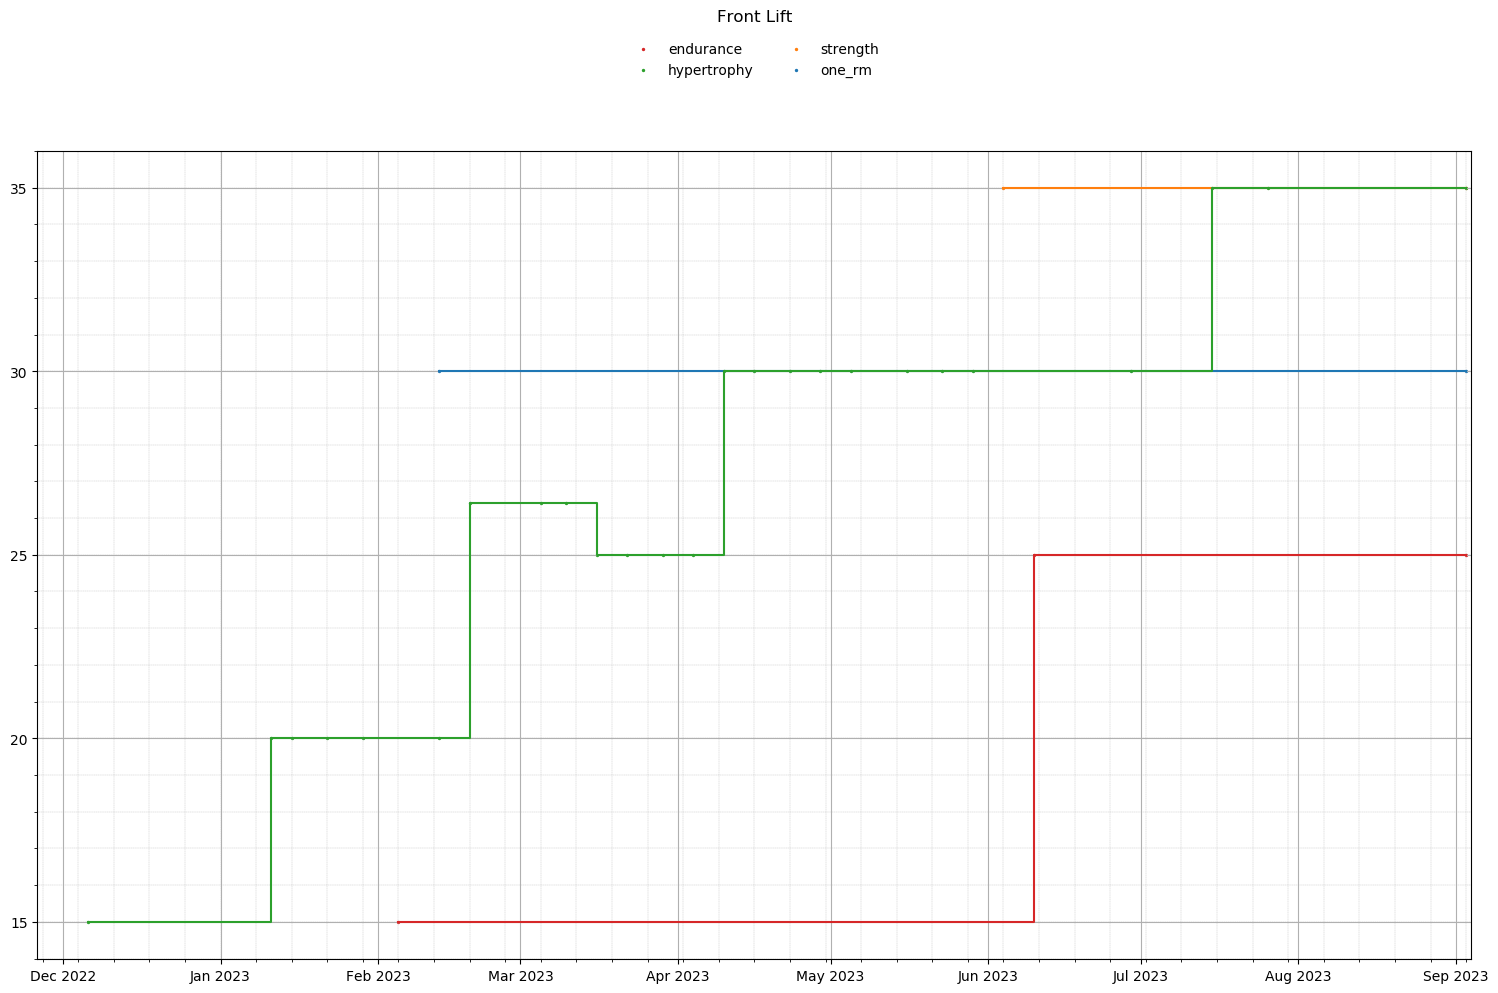 Front Lift
endurance strength
hypertrophy one_rm
35
30
25
20
15
Dec 2022 Jan 2023 Feb 2023 Mar 2023 Apr 2023 May 2023 Jun 2023 Jul 2023 Aug 2023 Sep 2023